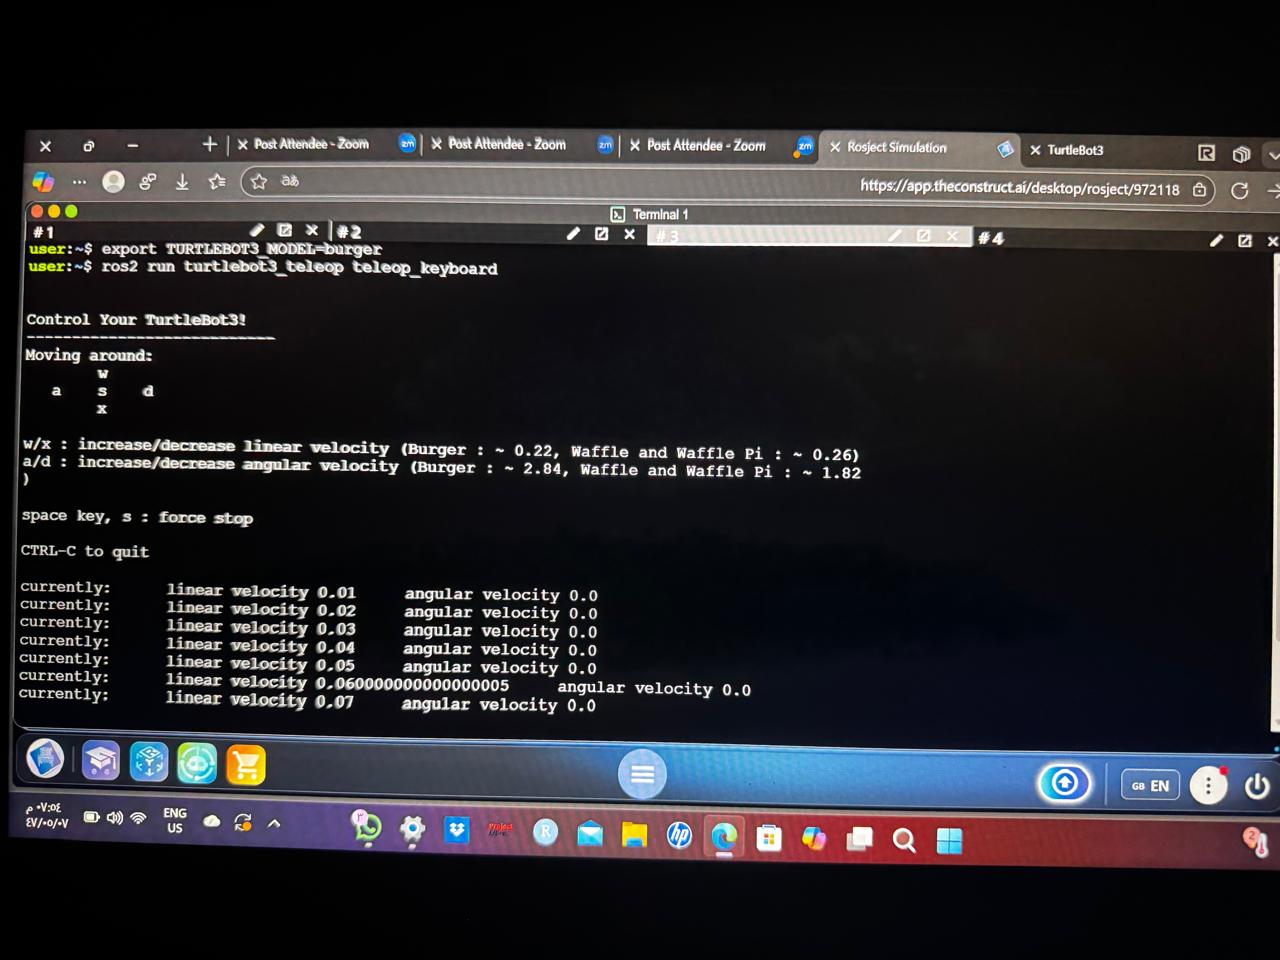 Post Attendee - Zoom
Post Attendee - Zoom
Post Attendee - Zoom
Rosject Simulation
TurtleBot3
https://app.theconstruct.ai/desktop/rosject/972118
Terminal 1
#1
#2
#3
#4
user:~$ export TURTLEBOT3_MODEL=burger
user:~$ ros2 run turtlebot3_teleop teleop_keyboard
Control Your TurtleBot3!
---------------------------
Moving around:
w
a s d
x
w/x : increase/decrease linear velocity (Burger : ~ 0.22, Waffle and Waffle Pi : ~ 0.26)
a/d : increase/decrease angular velocity (Burger : ~ 2.84, Waffle and Waffle Pi : ~ 1.82
)
space key, s : force stop
CTRL-C to quit
currently: linear velocity 0.01 angular velocity 0.0
currently: linear velocity 0.02 angular velocity 0.0
currently: linear velocity 0.03 angular velocity 0.0
currently: linear velocity 0.04 angular velocity 0.0
currently: linear velocity 0.05 angular velocity 0.0
currently: linear velocity 0.060000000000000005 angular velocity 0.0
currently: linear velocity 0.07 angular velocity 0.0
GB EN
ENG
US
zm
zm
zm
hp
R
2